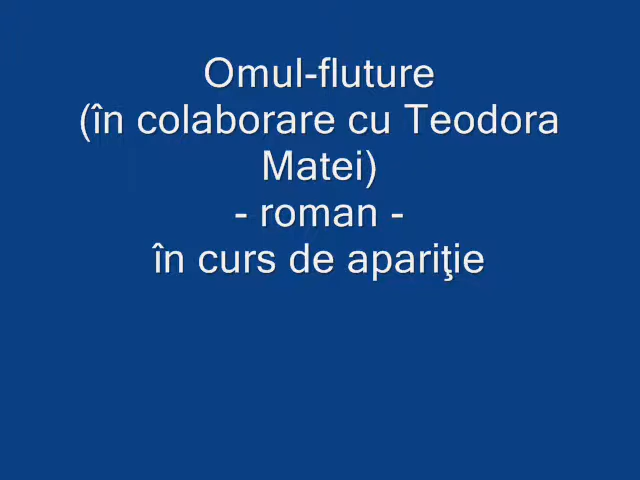 Omul-fluture
(în colaborare cu Teodora
Matei)
- roman -
în curs de apariţie